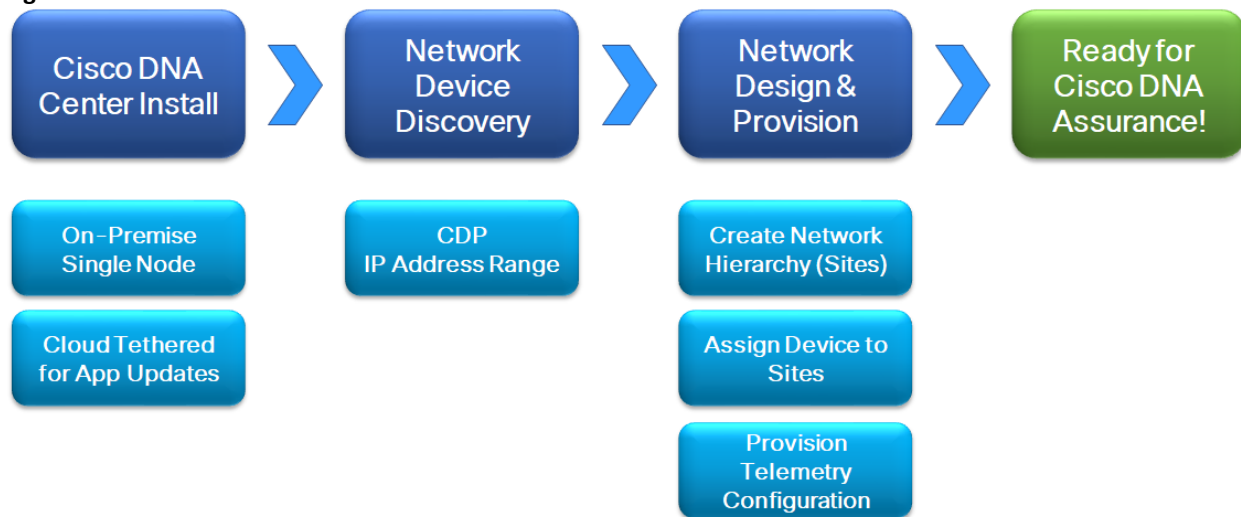 Cisco DNA
Center Install
Network
Device
Discovery
Network
Design &
Provision
Ready for
Cisco DNA
Assurance!
On-Premise
Single Node
CDP
IP Address Range
Create Network
Hierarchy (Sites)
Cloud Tethered
for App Updates
Assign Device to
Sites
Provision
Telemetry
Configuration